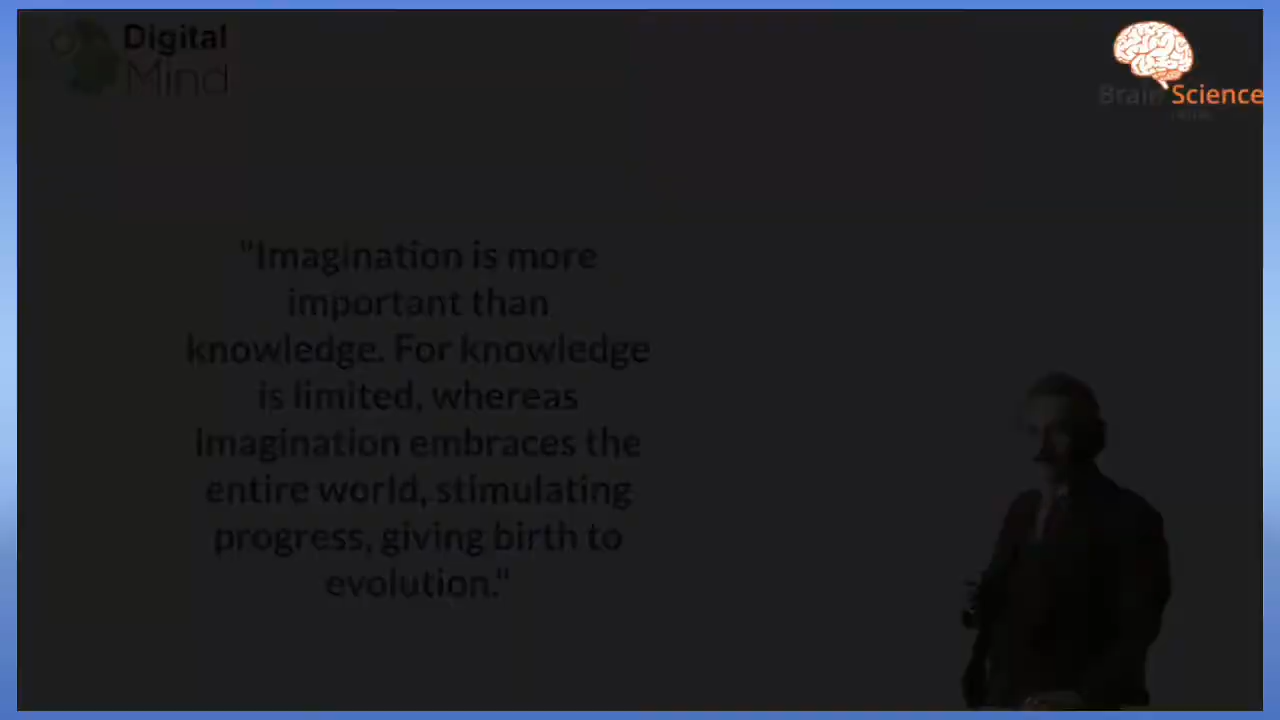 Digital
Mind
Brain Science
"Imagination is more
important than
knowledge. For knowledge
is limited, whereas
imagination embraces the
entire world, stimulating
progress, giving birth to
evolution."